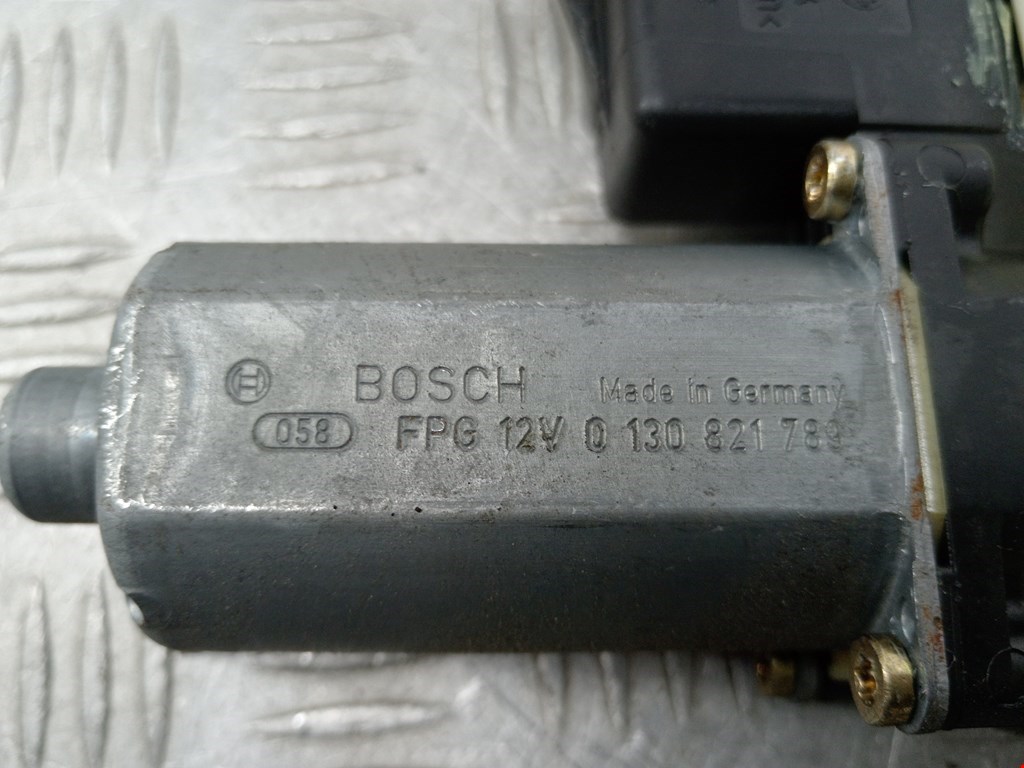 BOSCH Made in Germany
058 FPG 12V 0 130 821 789